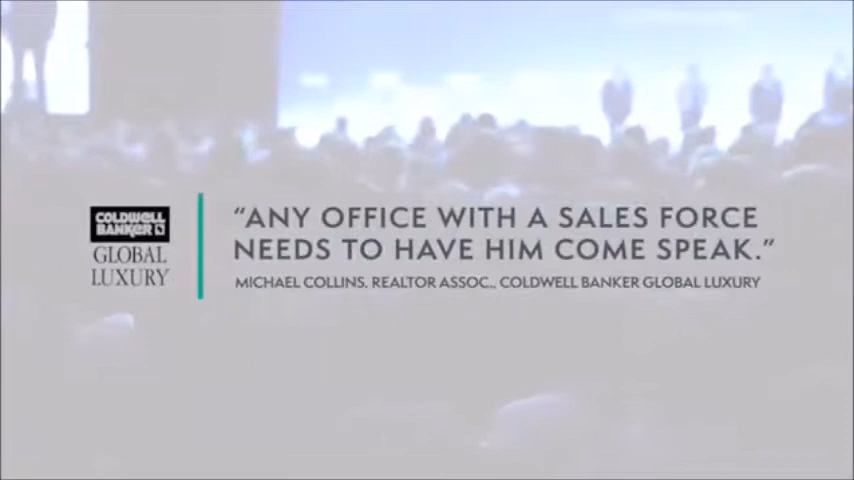 COLDWELL
BANKER
GLOBAL
LUXURY
“ANY OFFICE WITH A SALES FORCE
NEEDS TO HAVE HIM COME SPEAK.”
MICHAEL COLLINS, REALTOR ASSOC., COLDWELL BANKER GLOBAL LUXURY